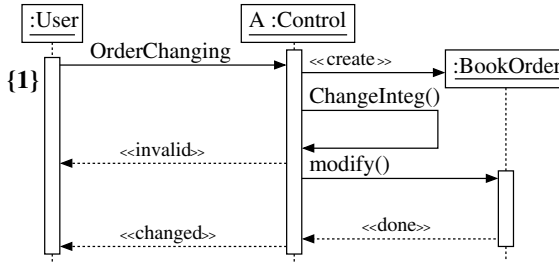 :User
A :Control
OrderChanging
<<create>>
:BookOrder
{1}
ChangeInteg()
<<invalid>>
modify()
<<done>>
<<changed>>